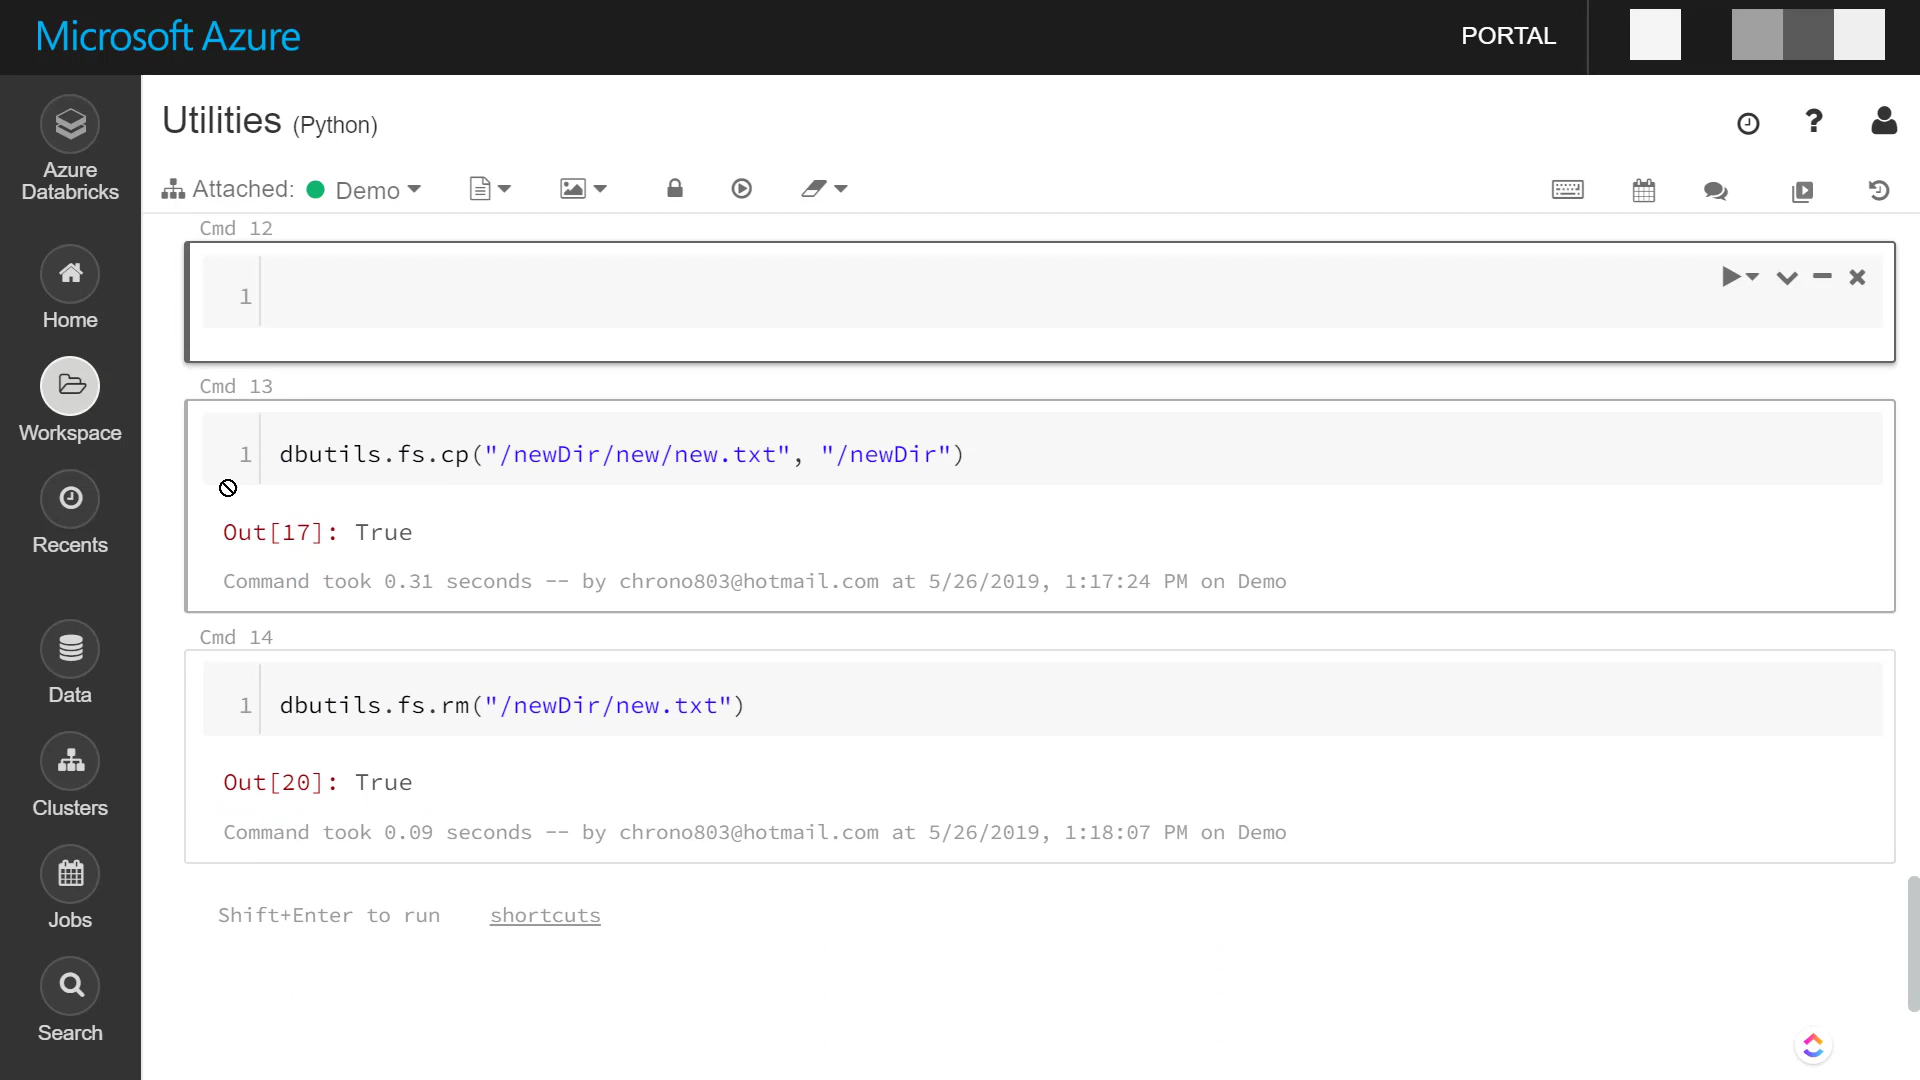 Microsoft Azure
PORTAL
Utilities (Python)
Attached: Demo
Azure
Databricks
Home
Workspace
Recents
Data
Clusters
Jobs
Search
Cmd 12
1
Cmd 13
1 dbutils.fs.cp("/newDir/new/new.txt", "/newDir")
Out[17]: True
Command took 0.31 seconds -- by chrono803@hotmail.com at 5/26/2019, 1:17:24 PM on Demo
Cmd 14
1 dbutils.fs.rm("/newDir/new.txt")
Out[20]: True
Command took 0.09 seconds -- by chrono803@hotmail.com at 5/26/2019, 1:18:07 PM on Demo
Shift+Enter to run shortcuts